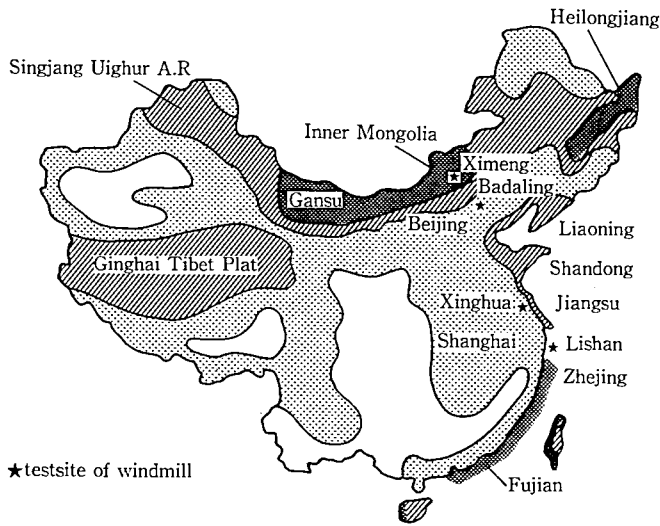 Heilongjiang
Singjang Uighur A.R
Inner Mongolia
Ximeng
Gansu
Badaling
Beijing
Liaoning
Ginghai Tibet Plat
Shandong
Xinghua
Jiangsu
Shanghai
Lishan
Zhejing
★testsite of windmill
Fujian